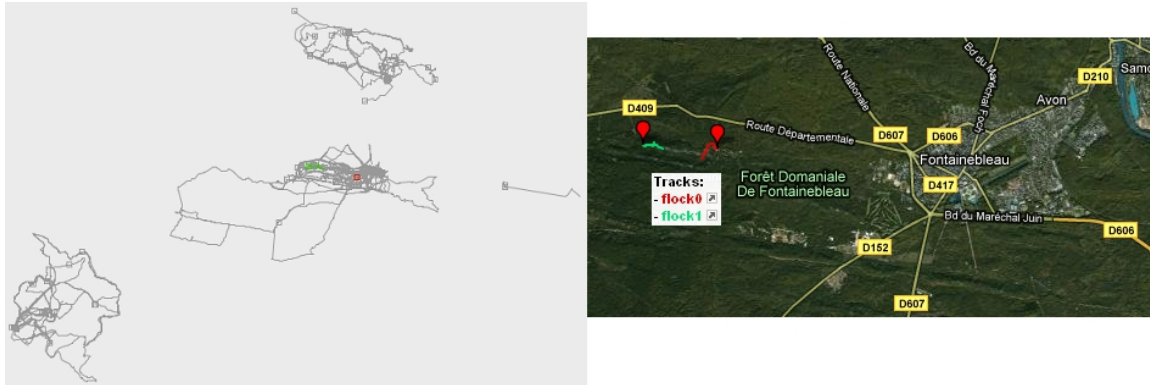 Bd du Maréchal Foch
Samo
Route Nationale
D210
Avon
D409
Route Départementale
D607
D606
Fontainebleau
Tracks:
- flock0
- flock1
Forêt Domaniale
De Fontainebleau
D417
Bd du Maréchal Juin
D606
D152
D607